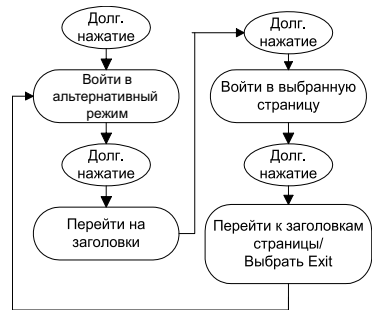 Долг.
нажатие
Войти в
альтернативный
режим
Долг.
нажатие
Перейти на
заголовки
Долг.
нажатие
Войти в выбранную
страницу
Долг.
нажатие
Перейти к заголовкам
страницы/
Выбрать Exit